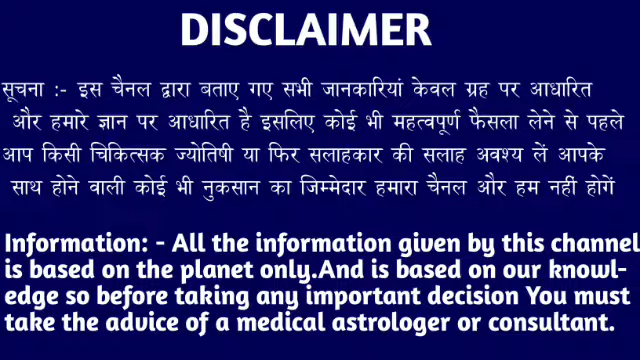 DISCLAIMER
सूचना :- इस चैनल द्वारा बताए गए सभी जानकारियां केवल ग्रह पर आधारित
और हमारे ज्ञान पर आधारित है इसलिए कोई भी महत्वपूर्ण फैसला लेने से पहले
आप किसी चिकित्सक ज्योतिषी या फिर सलाहकार की सलाह अवश्य लें आपके
साथ होने वाली कोई भी नुकसान का जिम्मेदार हमारा चैनल और हम नहीं होगें
Information: - All the information given by this channel
is based on the planet only.And is based on our knowl-
edge so before taking any important decision You must
take the advice of a medical astrologer or consultant.